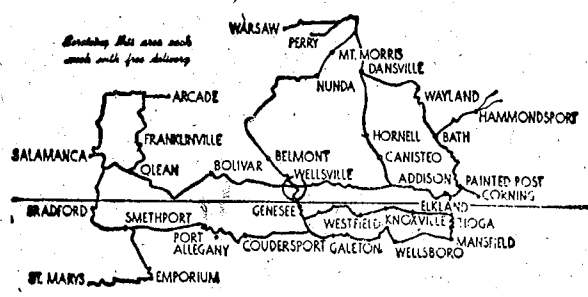 WARSAW
PERRY
Servicing this area each
week with free delivery
MT. MORRIS
DANSVILLE
NUNDA
WAYLAND
ARCADE
HAMMONDSPORT
FRANKLINVILLE
HORNELL
BATH
SALAMANCA
BELMONT
CANISTEO
OLEAN
BOLIVAR
WELLSVILLE
ADDISON
PAINTED POST
CORNING
BRADFORD
GENESEE
ELKLAND
SMETHPORT
WESTFIELD
KNOXVILLE
TIOGA
PORT
ALLEGANY
COUDERSPORT
GALETON
WELLSBORO
MANSFIELD
ST. MARYS
EMPORIUM